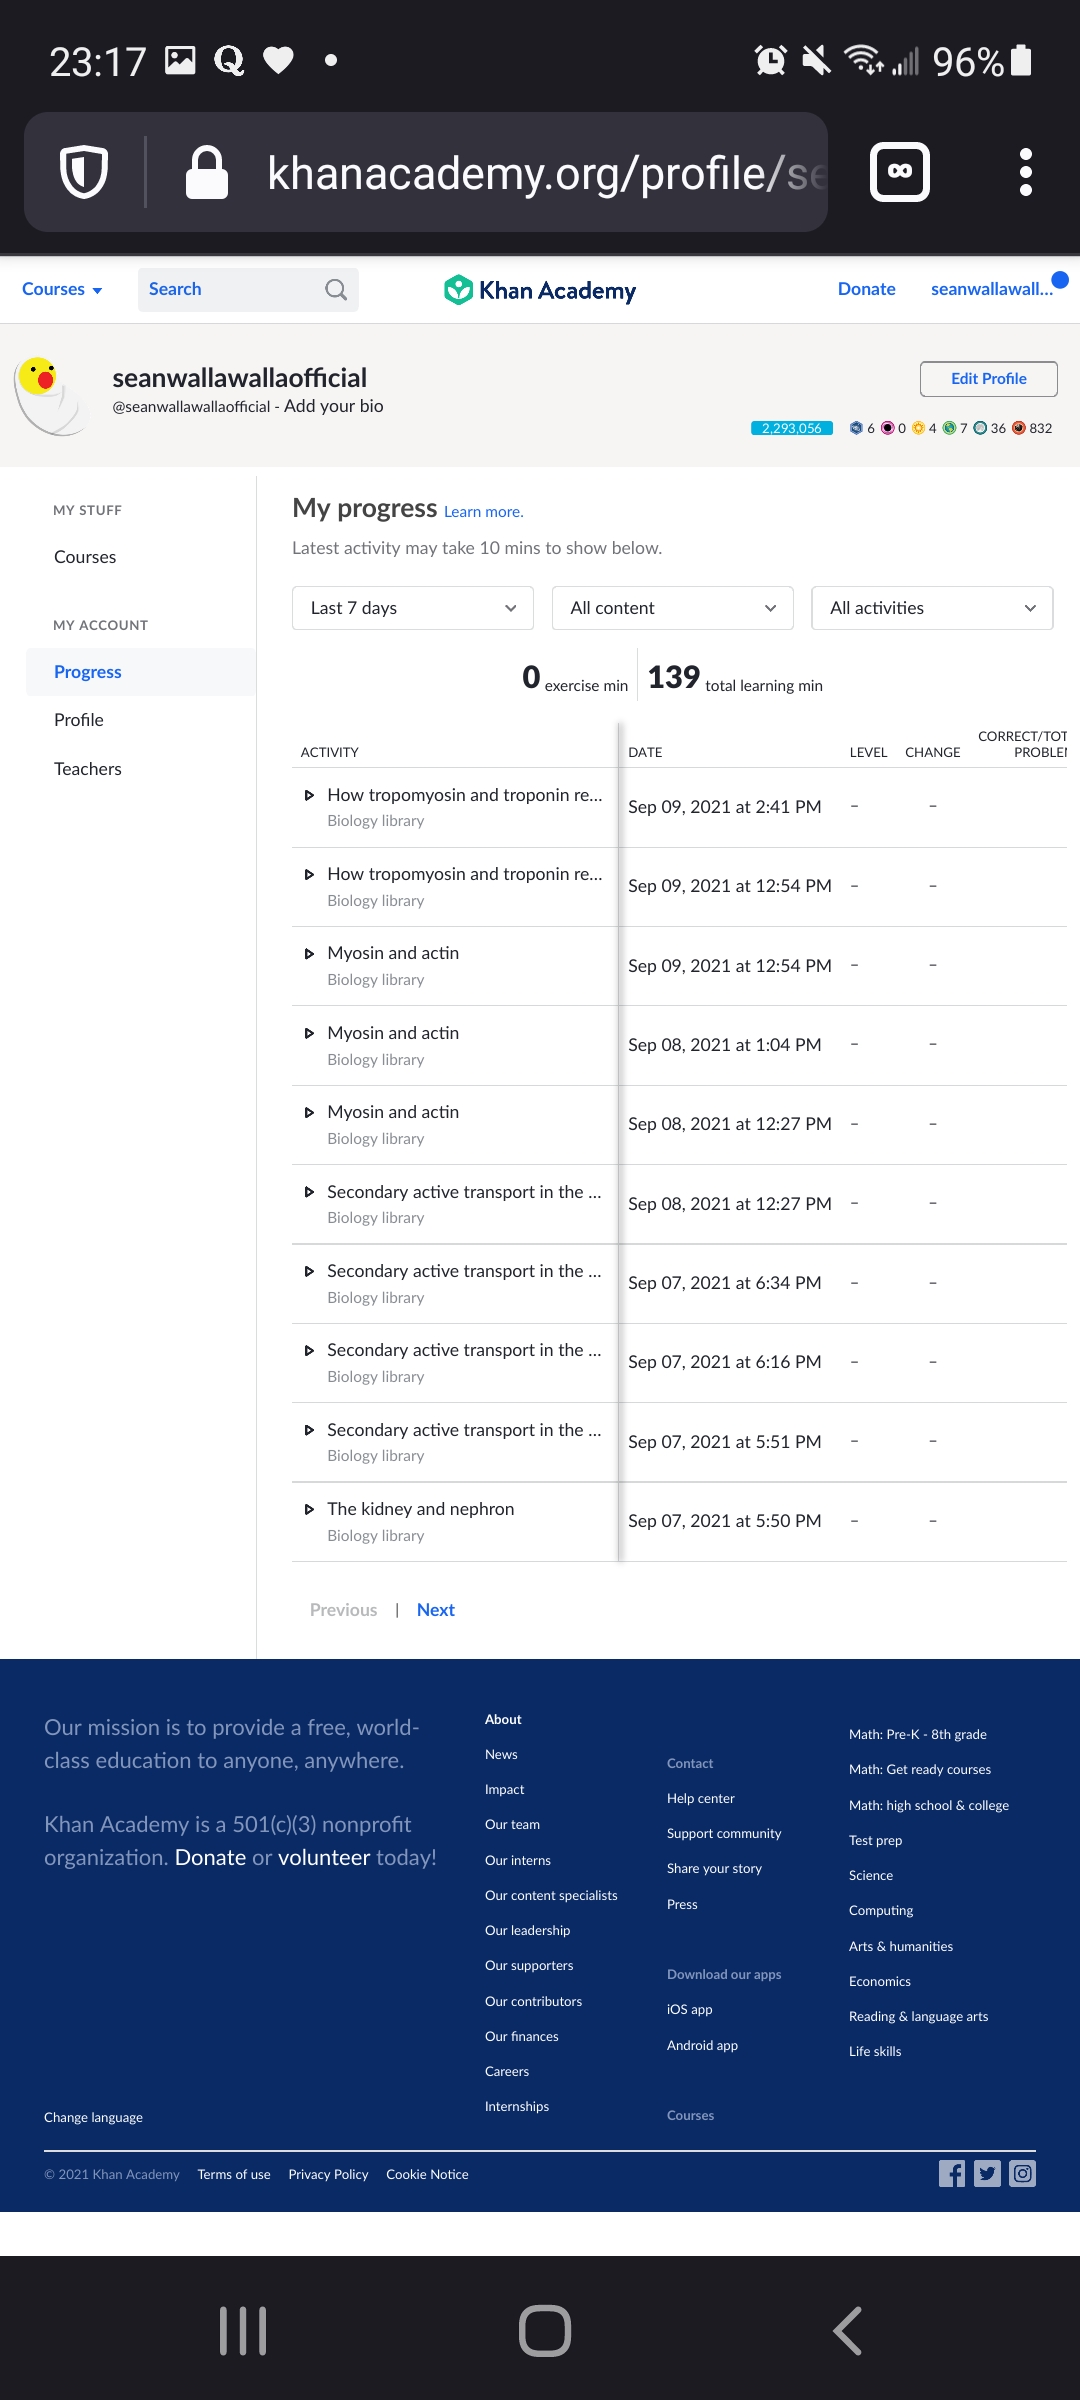 23:17
96%
khanacademy.org/profile/se
Courses
Search
Khan Academy
Donate
seanwallawall...
seanwallawallaofficial
@seanwallawallaofficial - Add your bio
Edit Profile
2,293,056 6 0 4 7 36 832
MY STUFF
Courses
MY ACCOUNT
Progress
Profile
Teachers
My progress Learn more.
Latest activity may take 10 mins to show below.
Last 7 days
All content
All activities
0 exercise min
139 total learning min
ACTIVITY DATE LEVEL CHANGE CORRECT/TOT
PROBLEM
How tropomyosin and troponin re... Sep 09, 2021 at 2:41 PM – –
Biology library
How tropomyosin and troponin re... Sep 09, 2021 at 12:54 PM – –
Biology library
Myosin and actin Sep 09, 2021 at 12:54 PM – –
Biology library
Myosin and actin Sep 08, 2021 at 1:04 PM – –
Biology library
Myosin and actin Sep 08, 2021 at 12:27 PM – –
Biology library
Secondary active transport in the ... Sep 08, 2021 at 12:27 PM – –
Biology library
Secondary active transport in the ... Sep 07, 2021 at 6:34 PM – –
Biology library
Secondary active transport in the ... Sep 07, 2021 at 6:16 PM – –
Biology library
Secondary active transport in the ... Sep 07, 2021 at 5:51 PM – –
Biology library
The kidney and nephron Sep 07, 2021 at 5:50 PM – –
Biology library
Previous | Next
Our mission is to provide a free, world-
class education to anyone, anywhere.
Khan Academy is a 501(c)(3) nonprofit
organization. Donate or volunteer today!
About
News
Impact
Our team
Our interns
Our content specialists
Our leadership
Our supporters
Our contributors
Our finances
Careers
Internships
Contact
Help center
Support community
Share your story
Press
Download our apps
iOS app
Android app
Courses
Math: Pre-K - 8th grade
Math: Get ready courses
Math: high school & college
Test prep
Science
Computing
Arts & humanities
Economics
Reading & language arts
Life skills
Change language
© 2021 Khan Academy Terms of use Privacy Policy Cookie Notice